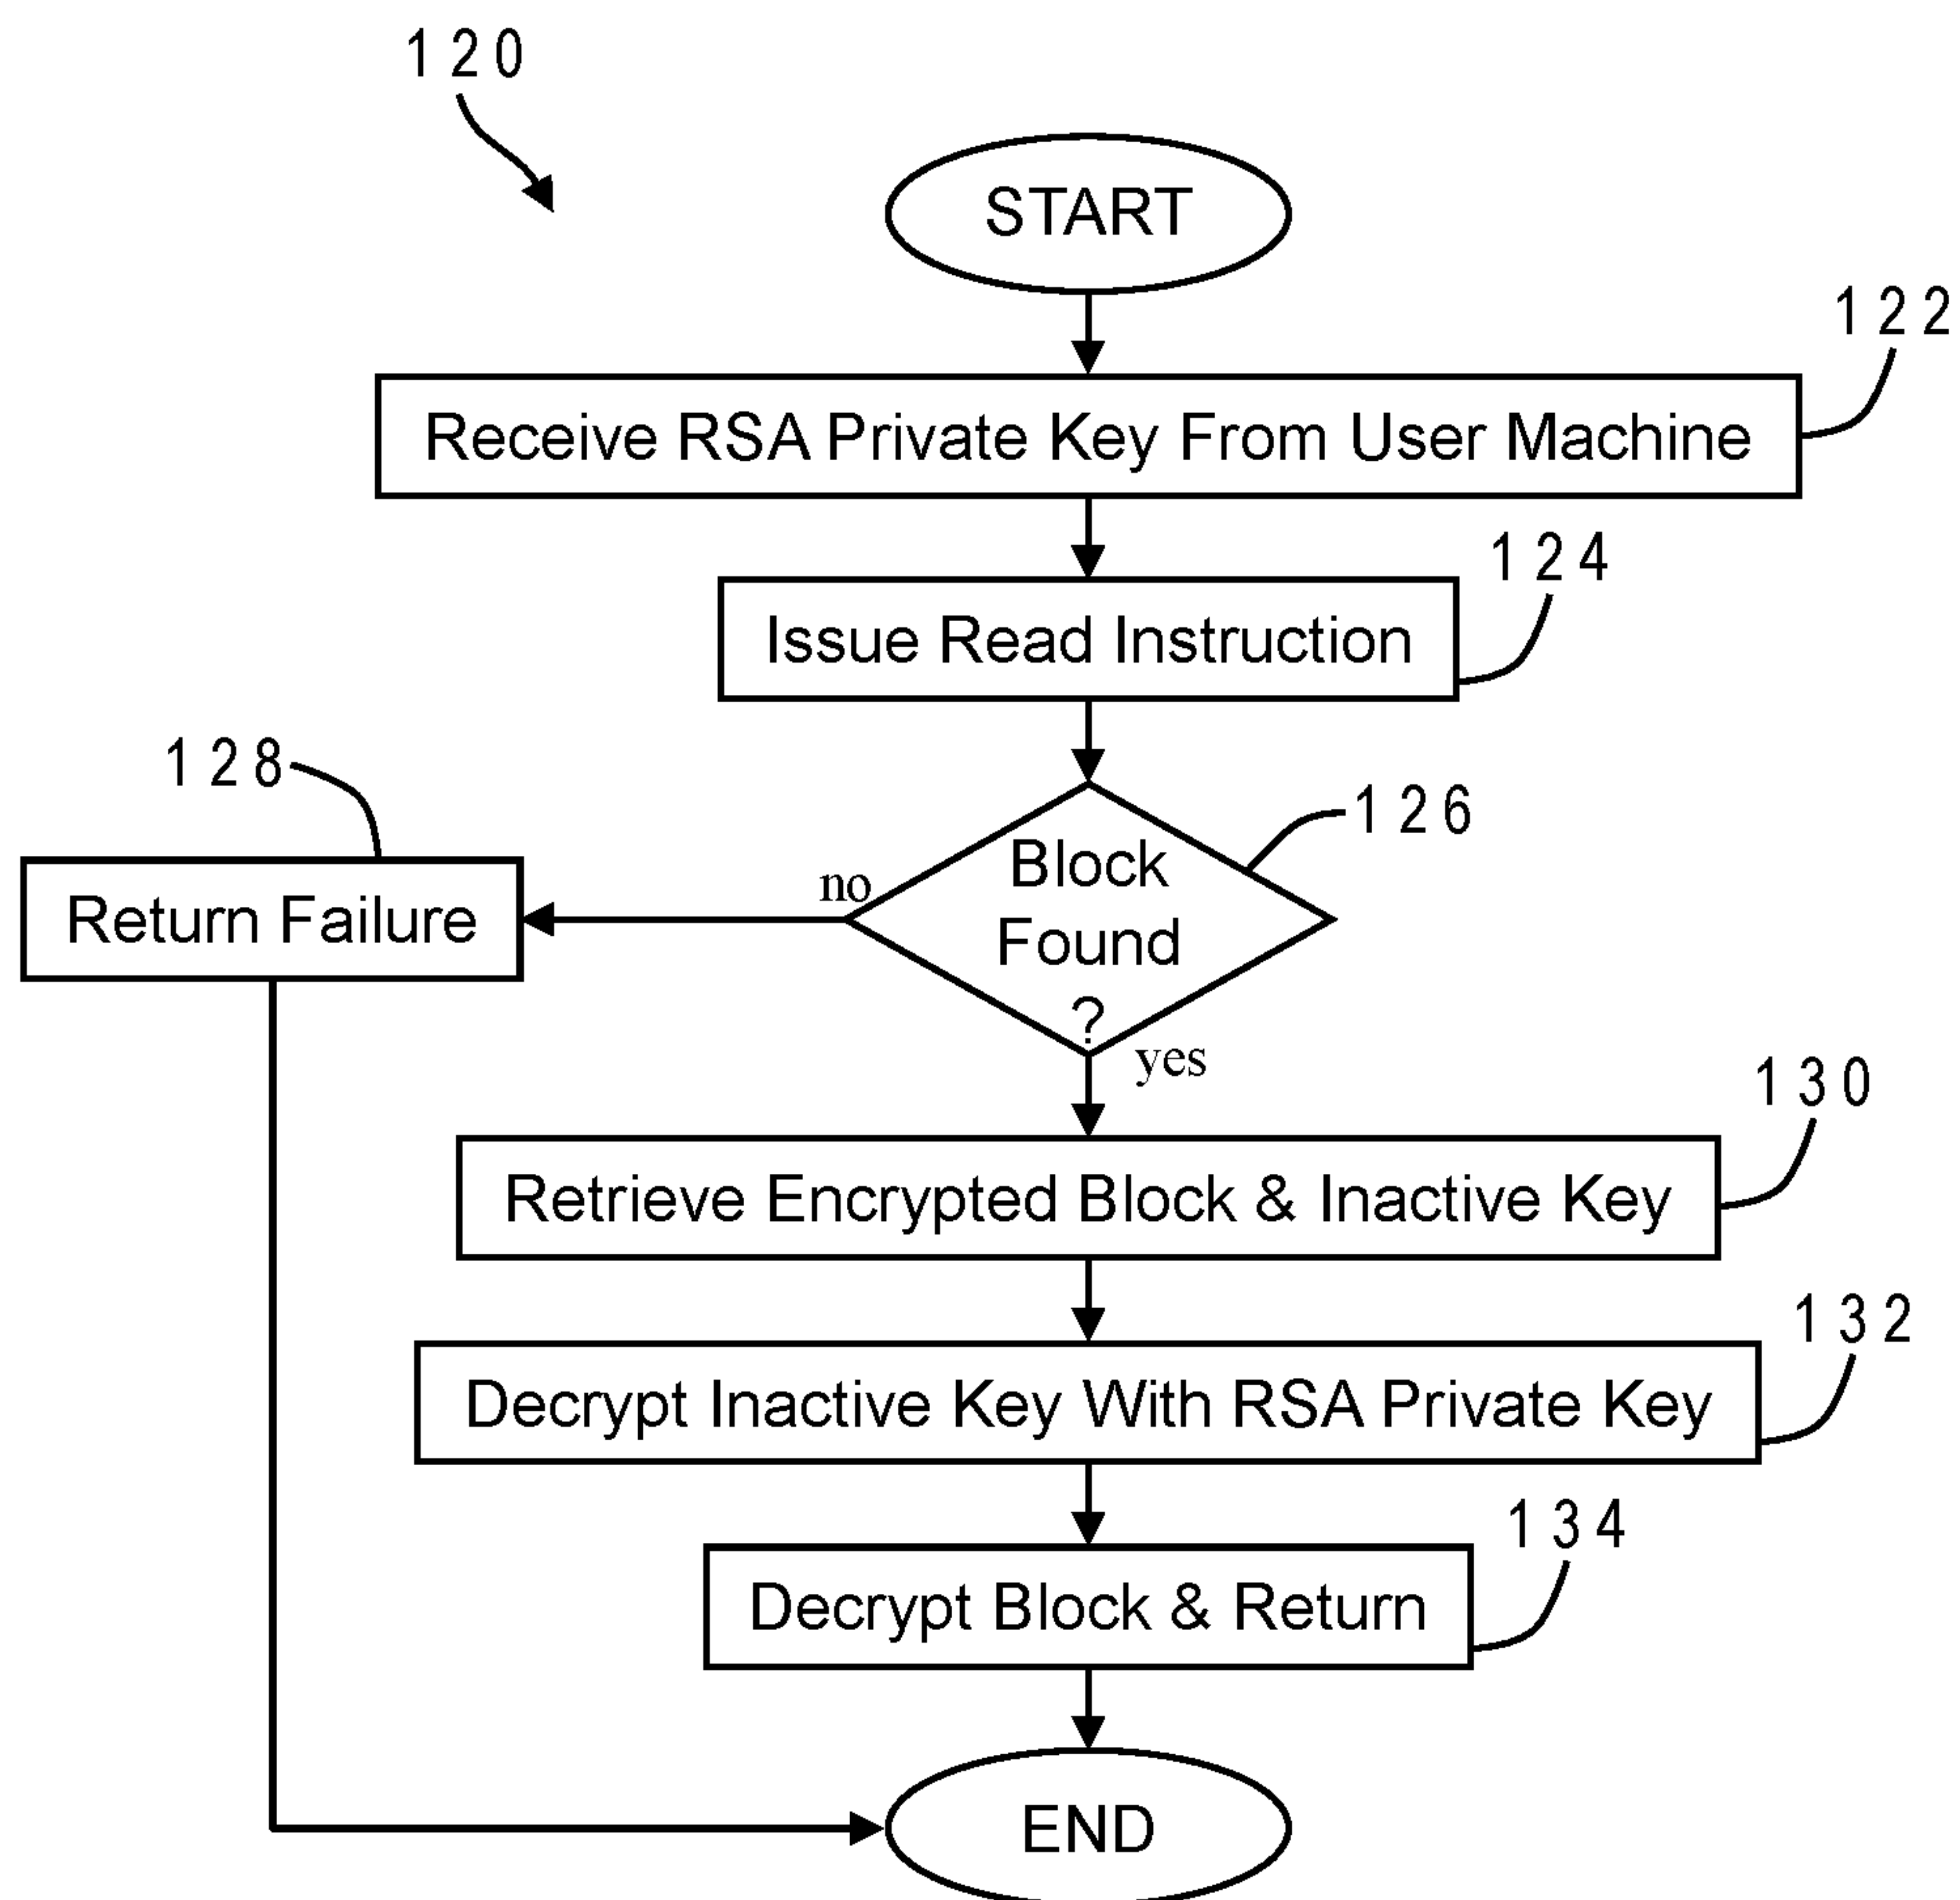 120
START
122
Receive RSA Private Key From User Machine
124
Issue Read Instruction
128
126
Block
Found
?
no
Return Failure
yes
130
Retrieve Encrypted Block & Inactive Key
132
Decrypt Inactive Key With RSA Private Key
134
Decrypt Block & Return
END